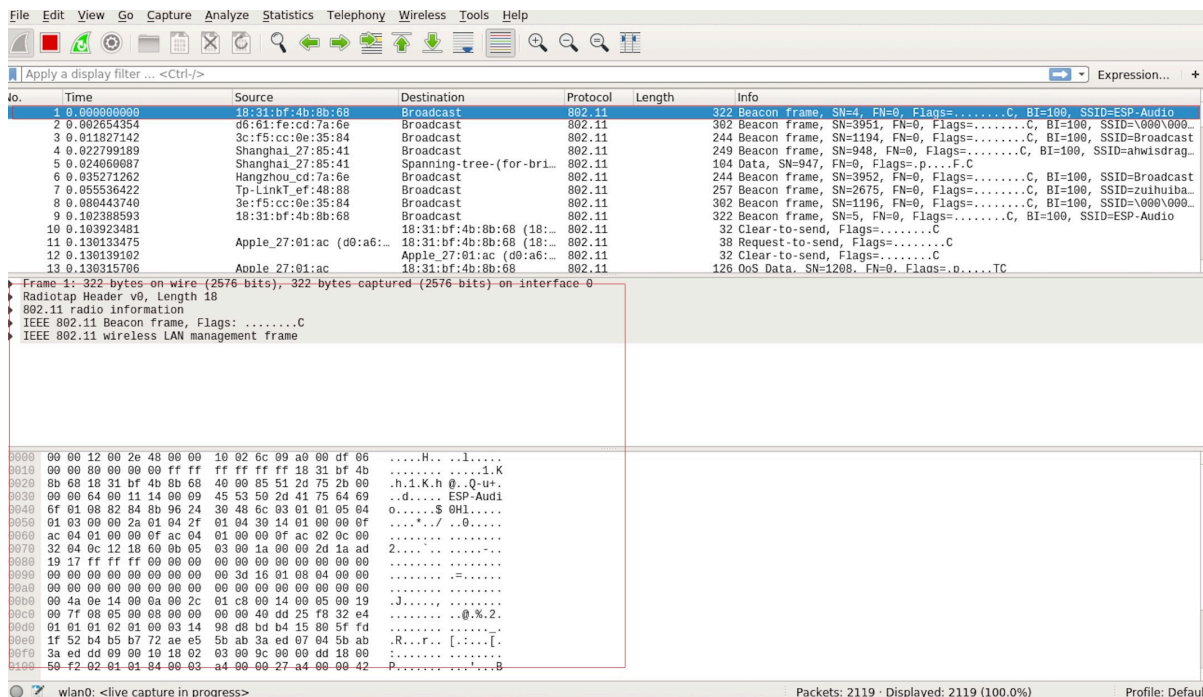 File Edit View Go Capture Analyze Statistics Telephony Wireless Tools Help
Apply a display filter ... <Ctrl-/> Expression... +
No. Time Source Destination Protocol Length Info
1 0.000000000 18:31:bf:4b:8b:68 Broadcast 802.11 322 Beacon frame, SN=4, FN=0, Flags=........C, BI=100, SSID=ESP-Audio
2 0.002654354 d6:61:fe:cd:7a:6e Broadcast 802.11 302 Beacon frame, SN=3951, FN=0, Flags=........C, BI=100, SSID=\000\000…
3 0.011827142 3c:f5:cc:0e:35:84 Broadcast 802.11 244 Beacon frame, SN=1194, FN=0, Flags=........C, BI=100, SSID=Broadcast
4 0.022799189 Shanghai_27:85:41 Broadcast 802.11 249 Beacon frame, SN=948, FN=0, Flags=........C, BI=100, SSID=ahwisdrag…
5 0.024060087 Shanghai_27:85:41 Spanning-tree-(for-bri… 802.11 104 Data, SN=947, FN=0, Flags=.p....F.C
6 0.035271262 Hangzhou_cd:7a:6e Broadcast 802.11 244 Beacon frame, SN=3952, FN=0, Flags=........C, BI=100, SSID=Broadcast
7 0.055536422 Tp-LinkT_ef:48:88 Broadcast 802.11 257 Beacon frame, SN=2675, FN=0, Flags=........C, BI=100, SSID=zuihuiba…
8 0.080443740 3e:f5:cc:0e:35:84 Broadcast 802.11 302 Beacon frame, SN=1196, FN=0, Flags=........C, BI=100, SSID=\000\000…
9 0.102388593 18:31:bf:4b:8b:68 Broadcast 802.11 322 Beacon frame, SN=5, FN=0, Flags=........C, BI=100, SSID=ESP-Audio
10 0.103923481 18:31:bf:4b:8b:68 (18:… 802.11 32 Clear-to-send, Flags=........C
11 0.130133475 Apple_27:01:ac (d0:a6:… 18:31:bf:4b:8b:68 (18:… 802.11 38 Request-to-send, Flags=........C
12 0.130139102 Apple_27:01:ac (d0:a6:… 802.11 32 Clear-to-send, Flags=........C
13 0.130315706 Apple_27:01:ac 18:31:bf:4b:8b:68 802.11 126 QoS Data, SN=1208, FN=0, Flags=.p.....TC
Frame 1: 322 bytes on wire (2576 bits), 322 bytes captured (2576 bits) on interface 0
Radiotap Header v0, Length 18
802.11 radio information
IEEE 802.11 Beacon frame, Flags: ........C
IEEE 802.11 wireless LAN management frame
0000 00 00 12 00 2e 48 00 00 10 02 6c 09 a0 00 df 06 .....H.. ..l.....
0010 00 00 80 00 00 00 ff ff ff ff ff ff 18 31 bf 4b ........ .....1.K
0020 8b 68 18 31 bf 4b 8b 68 40 00 85 51 2d 75 2b 00 .h.1.K.h @..Q-u+.
0030 00 00 64 00 11 14 00 09 45 53 50 2d 41 75 64 69 ..d..... ESP-Audi
0040 6f 01 08 82 84 8b 96 24 30 48 6c 03 01 01 05 04 o......$ 0Hl.....
0050 01 03 00 00 2a 01 04 2f 01 04 30 14 01 00 00 0f ....*../ ..0.....
0060 ac 04 01 00 00 0f ac 04 01 00 00 0f ac 02 0c 00 ........ ........
0070 32 04 0c 12 18 60 0b 05 03 00 1a 00 00 2d 1a ad 2....`.. .....-..
0080 19 17 ff ff ff 00 00 00 00 00 00 00 00 00 00 00 ........ ........
0090 00 00 00 00 00 00 00 00 00 3d 16 01 08 04 00 00 ........ .=......
00a0 00 00 00 00 00 00 00 00 00 00 00 00 00 00 00 00 ........ ........
00b0 00 4a 0e 14 00 0a 00 2c 01 c8 00 14 00 05 00 19 .J....., ........
00c0 00 7f 08 05 00 08 00 00 00 00 40 dd 25 f8 32 e4 ........ ..@.%.2.
00d0 01 01 01 02 01 00 03 14 98 d8 bd b4 15 80 5f fd ........ ......_.
00e0 1f 52 b4 b5 b7 72 ae e5 5b ab 3a ed 07 04 5b ab .R...r.. [.:...[.
00f0 3a ed dd 09 00 10 18 02 03 00 9c 00 00 dd 18 00 :....... ........
0100 50 f2 02 01 01 84 00 03 a4 00 00 27 a4 00 00 42 P....... ...'...B
wlan0: <live capture in progress> Packets: 2119 · Displayed: 2119 (100.0%) Profile: Defau